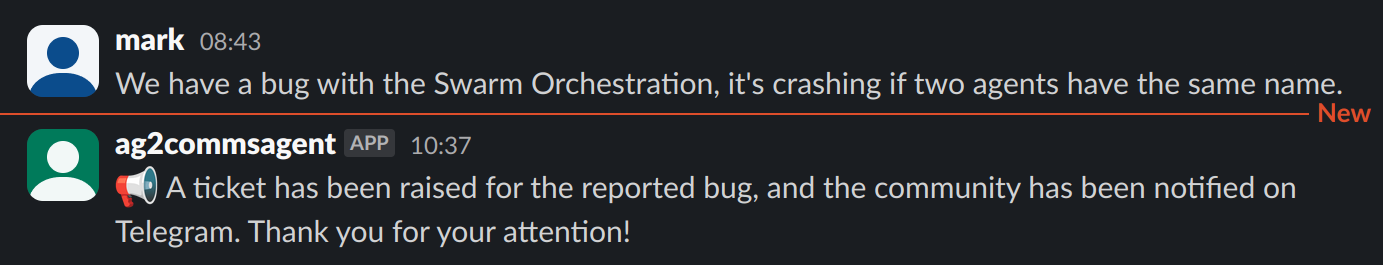 mark 08:43
We have a bug with the Swarm Orchestration, it's crashing if two agents have the same name.
New
ag2commsagent APP 10:37
📢 A ticket has been raised for the reported bug, and the community has been notified on
Telegram. Thank you for your attention!